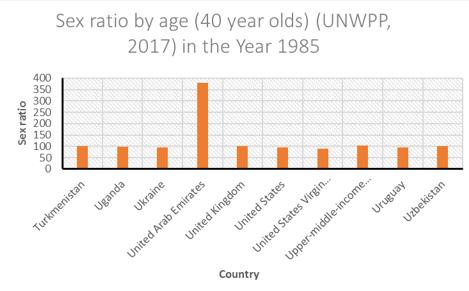 Sex ratio by age (40 year olds) (UNWPP,
2017) in the Year 1985
400
350
300
250
200
150
100
50
0
Sex ratio
Turkmenistan
Uganda
Ukraine
United Arab Emirates
United Kingdom
United States
United States Virgin...
Upper-middle-income...
Uruguay
Uzbekistan
Country